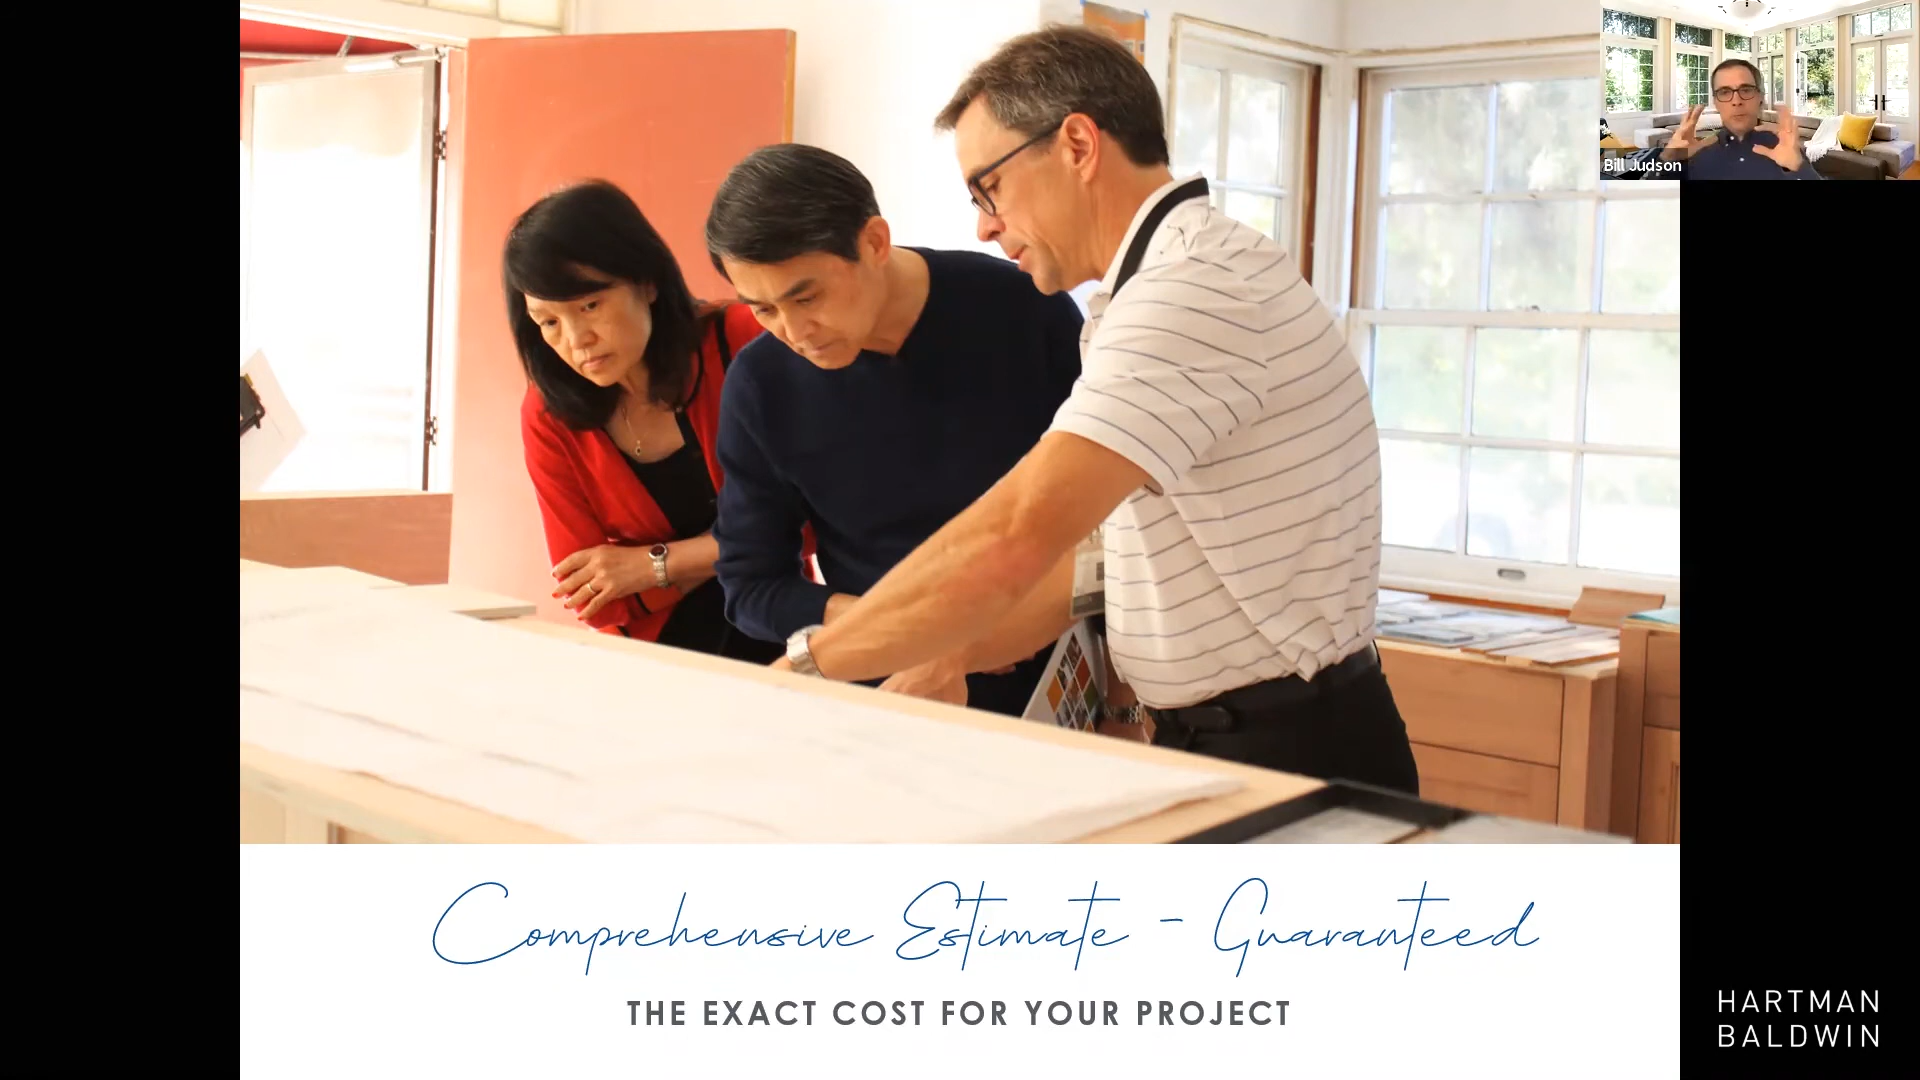 Bill Judson
Comprehensive Estimate - Guaranteed
THE EXACT COST FOR YOUR PROJECT
HARTMAN
BALDWIN